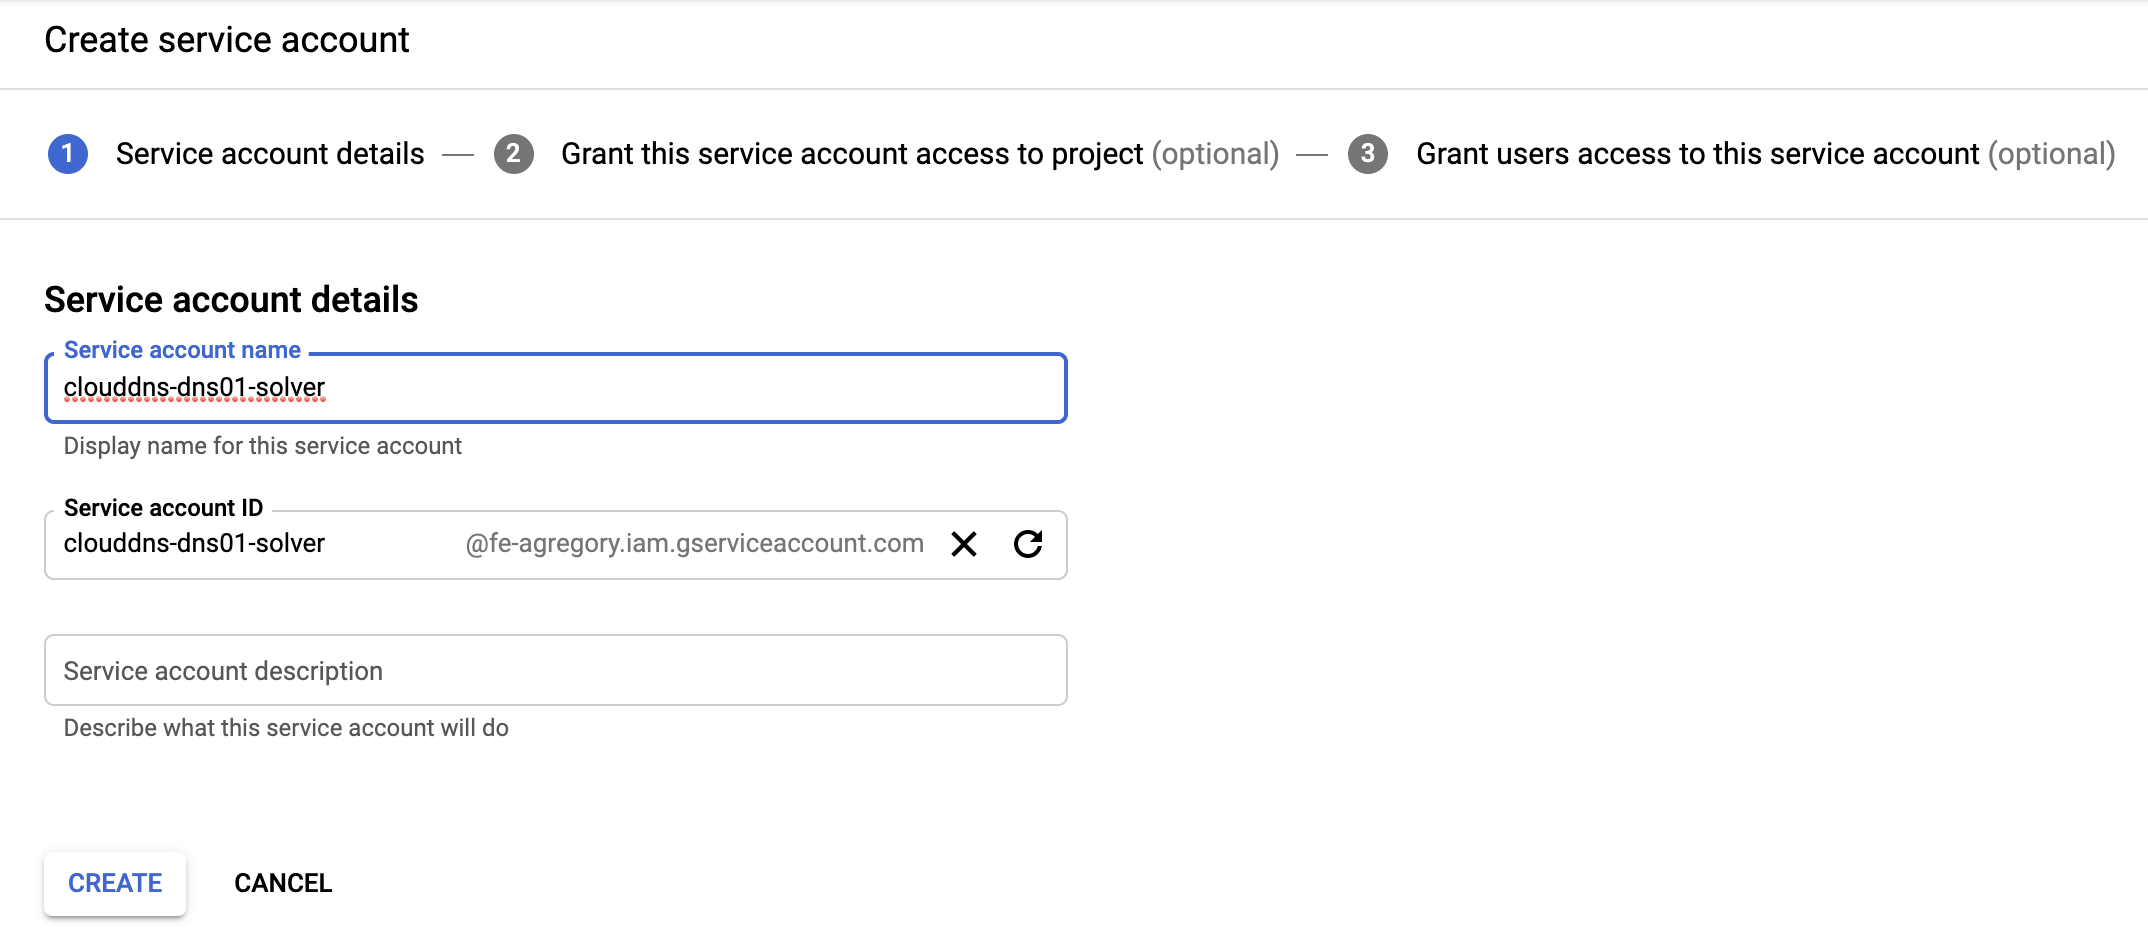 Create service account
1 Service account details — 2 Grant this service account access to project (optional) — 3 Grant users access to this service account (optional)
Service account details
Service account name
clouddns-dns01-solver
Display name for this service account
Service account ID
clouddns-dns01-solver @fe-agregory.iam.gserviceaccount.com
Service account description
Describe what this service account will do
CREATE CANCEL